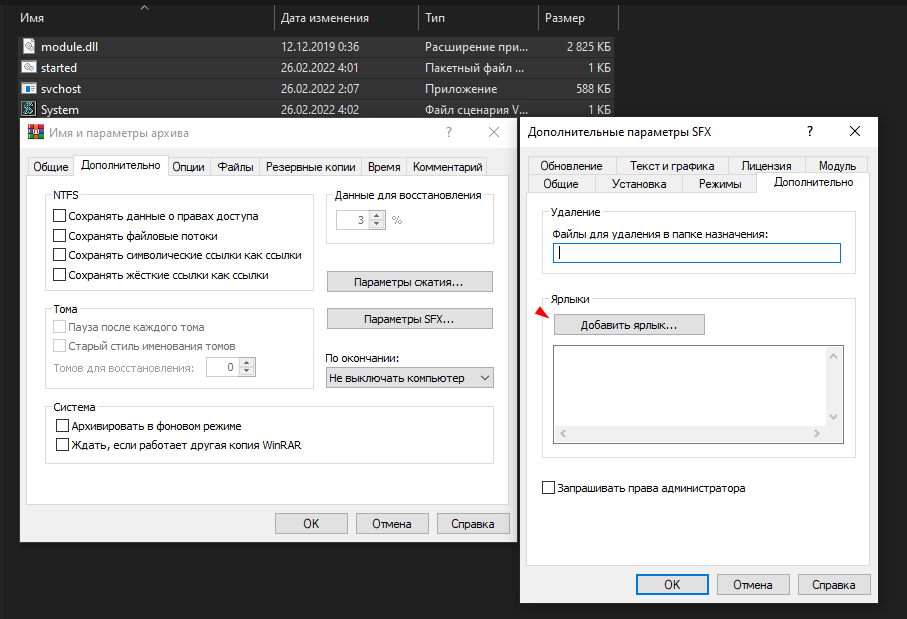 Имя Дата изменения Тип Размер
module.dll 12.12.2019 0:36 Расширение при... 2 825 КБ
started 26.02.2022 4:01 Пакетный файл ... 1 КБ
svchost 26.02.2022 2:07 Приложение 588 КБ
System 26.02.2022 4:02 Файл сценария V... 1 КБ
Имя и параметры архива ?
Общие Дополнительно Опции Файлы Резервные копии Время Комментарий
NTFS
Сохранять данные о правах доступа
Сохранять файловые потоки
Сохранять символические ссылки как ссылки
Сохранять жёсткие ссылки как ссылки
Данные для восстановления
3 %
Параметры сжатия...
Параметры SFX...
Тома
Пауза после каждого тома
Старый стиль именования томов
Томов для восстановления: 0
По окончании:
Не выключать компьютер
Система
Архивировать в фоновом режиме
Ждать, если работает другая копия WinRAR
OK Отмена Справка
Дополнительные параметры SFX ?
Обновление Текст и графика Лицензия Модуль
Общие Установка Режимы Дополнительно
Удаление
Файлы для удаления в папке назначения:
Ярлыки
Добавить ярлык...
Запрашивать права администратора
OK Отмена Справка